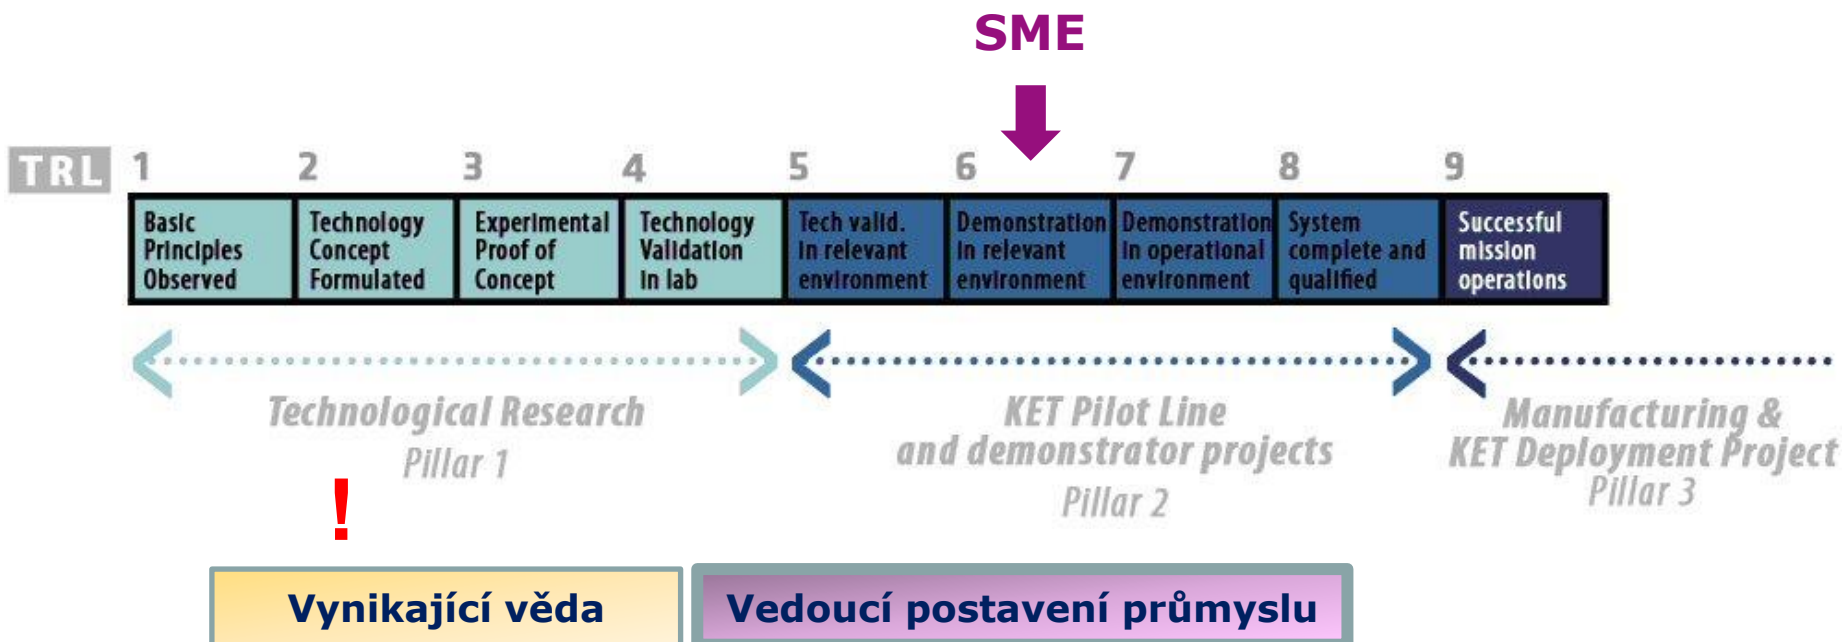 SME
TRL 1 2 3 4 5 6 7 8 9
Basic
Principles
Observed
Technology
Concept
Formulated
Experimental
Proof of
Concept
Technology
Validation
in lab
Tech valid.
in relevant
environment
Demonstration
in relevant
environment
Demonstration
in operational
environment
System
complete and
qualified
Successful
mission
operations
Technological Research
Pillar 1
KET Pilot Line
and demonstrator projects
Pillar 2
Manufacturing &
KET Deployment Project
Pillar 3
!
Vynikající věda
Vedoucí postavení průmyslu